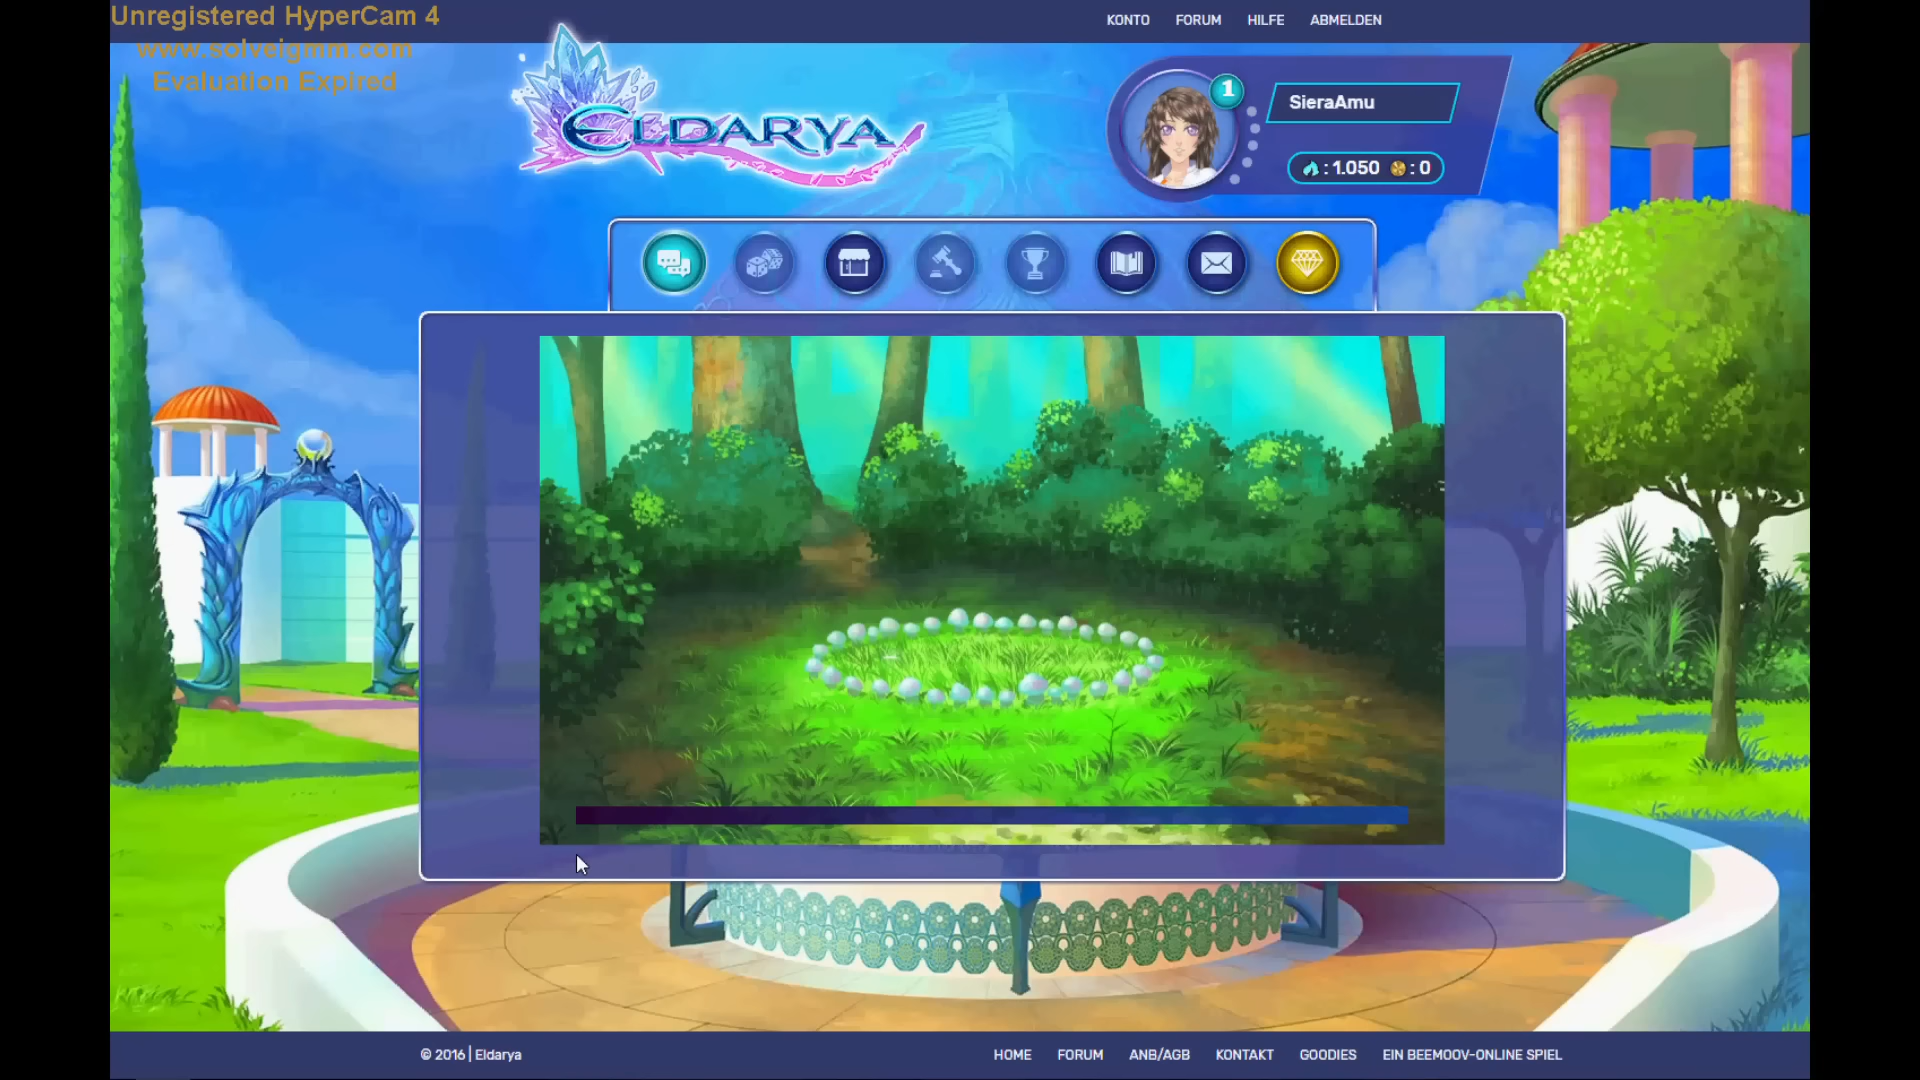 Unregistered HyperCam 4
www.solveigmm.com
Evaluation Expired
KONTO FORUM HILFE ABMELDEN
ELDARYA
1
SieraAmu
: 1.050 : 0
© 2016 | Eldarya
HOME FORUM ANB/AGB KONTAKT GOODIES EIN BEEMOOV-ONLINE SPIEL